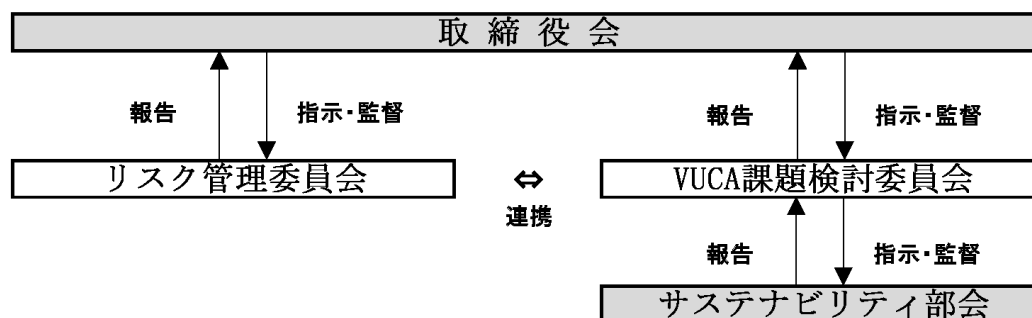 取締役会
報告 指示・監督 報告 指示・監督
リスク管理委員会 ⇔ VUCA課題検討委員会
連携
報告 指示・監督
サステナビリティ部会